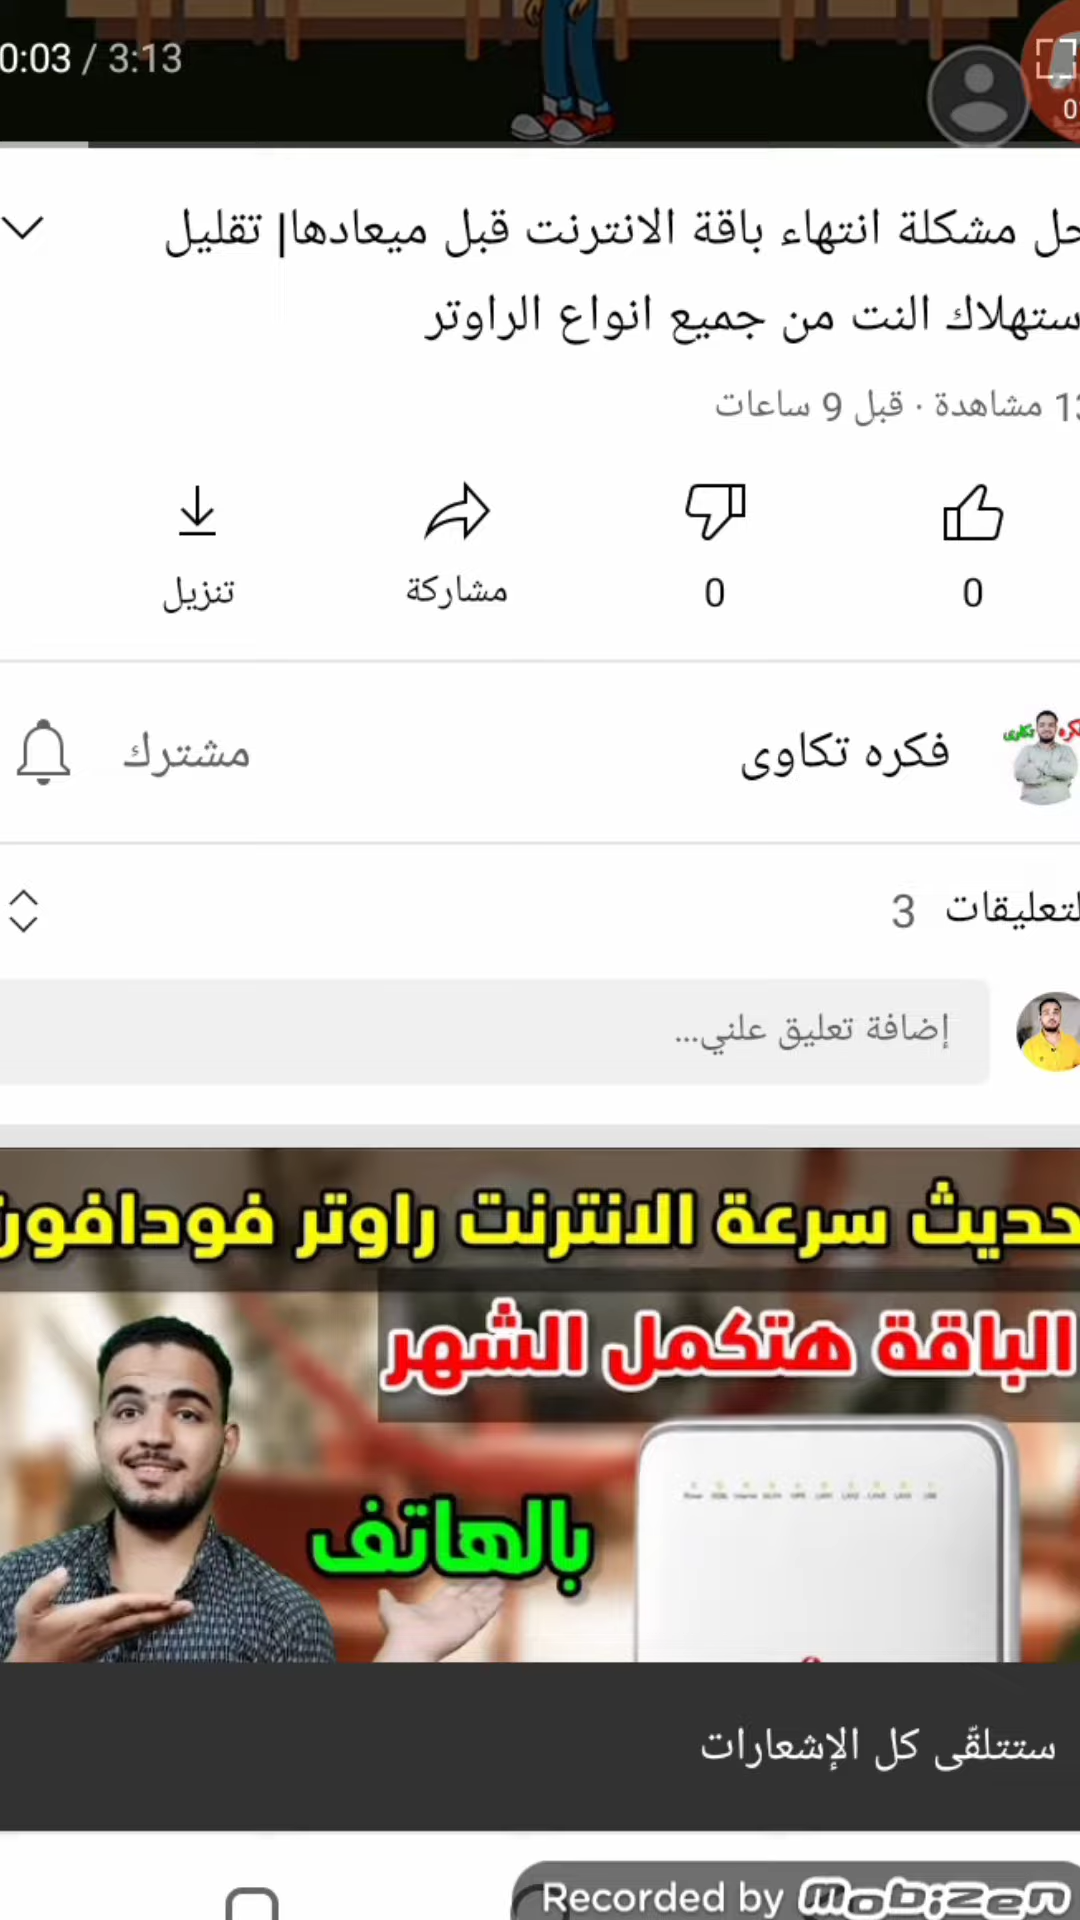 0:03 / 3:13
حل مشكلة انتهاء باقة الانترنت قبل ميعادها| تقليل
ستهلاك النت من جميع انواع الراوتر
13 مشاهدة · قبل 9 ساعات
0
0
مشاركة
تنزيل
فكره تكاوى
مشترك
لتعليقات 3
إضافة تعليق علني...
حديث سرعة الانترنت راوتر فودافون
الباقة هتكمل الشهر
بالهاتف
ستتلقّى كل الإشعارات
Recorded by Mobizen